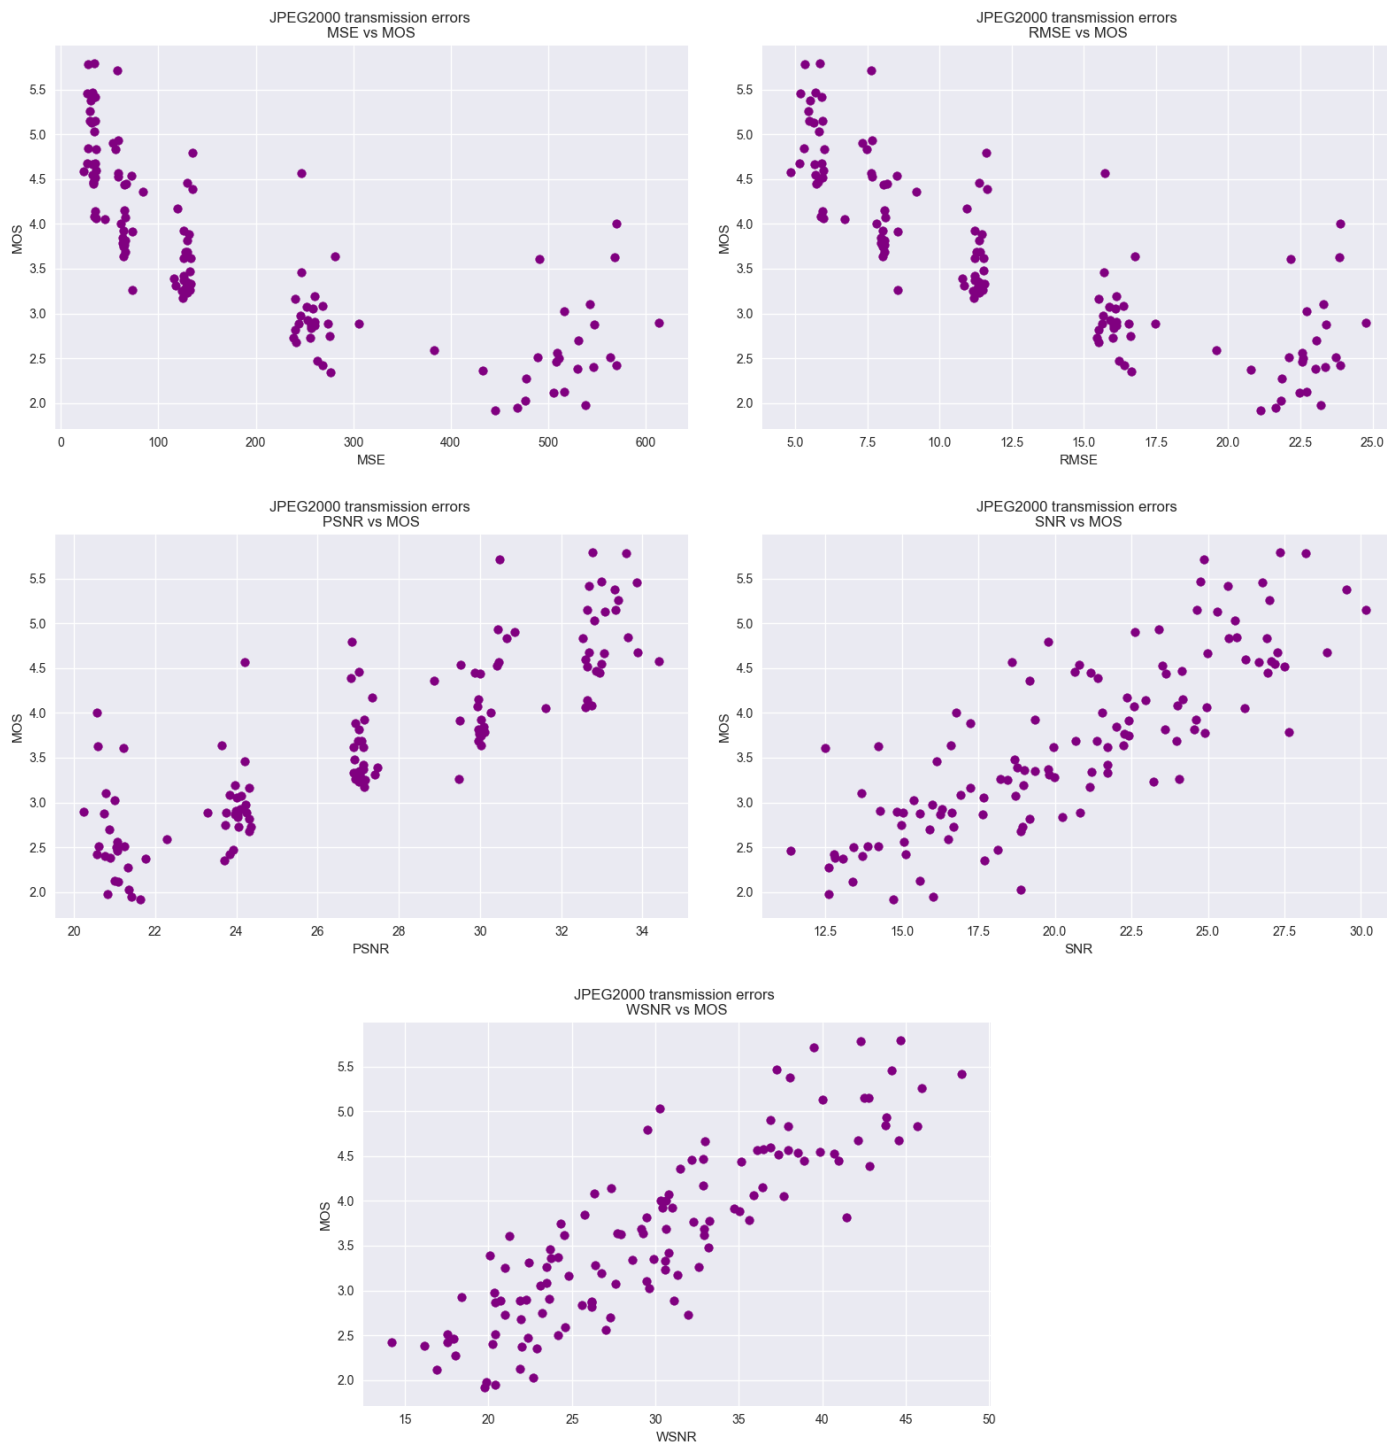 JPEG2000 transmission errors
MSE vs MOS
MOS
5.5
5.0
4.5
4.0
3.5
3.0
2.5
2.0
0 100 200 300 400 500 600
MSE
JPEG2000 transmission errors
RMSE vs MOS
MOS
5.5
5.0
4.5
4.0
3.5
3.0
2.5
2.0
5.0 7.5 10.0 12.5 15.0 17.5 20.0 22.5 25.0
RMSE
JPEG2000 transmission errors
PSNR vs MOS
MOS
5.5
5.0
4.5
4.0
3.5
3.0
2.5
2.0
20 22 24 26 28 30 32 34
PSNR
JPEG2000 transmission errors
SNR vs MOS
MOS
5.5
5.0
4.5
4.0
3.5
3.0
2.5
2.0
12.5 15.0 17.5 20.0 22.5 25.0 27.5 30.0
SNR
JPEG2000 transmission errors
WSNR vs MOS
MOS
5.5
5.0
4.5
4.0
3.5
3.0
2.5
2.0
15 20 25 30 35 40 45 50
WSNR